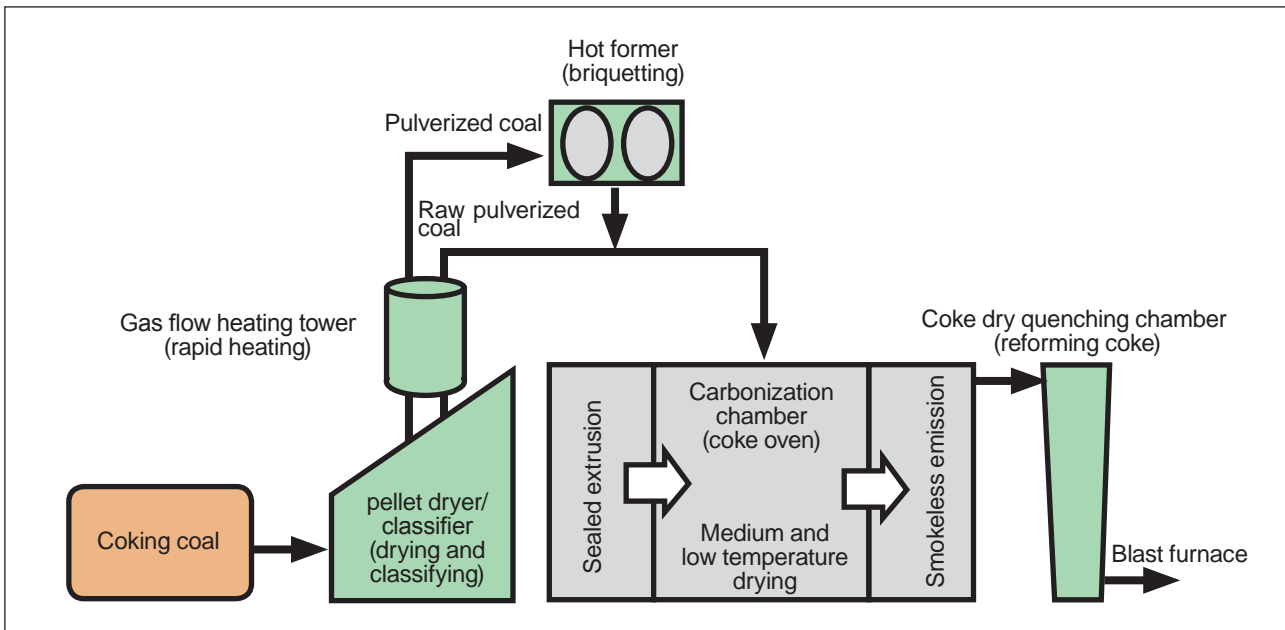 Hot former
(briquetting)
Pulverized coal
Raw pulverized
coal
Gas flow heating tower
(rapid heating)
Coke dry quenching chamber
(reforming coke)
Sealed extrusion
Carbonization
chamber
(coke oven)
Medium and
low temperature
drying
Smokeless emission
Coking coal
pellet dryer/
classifier
(drying and
classifying)
Blast furnace